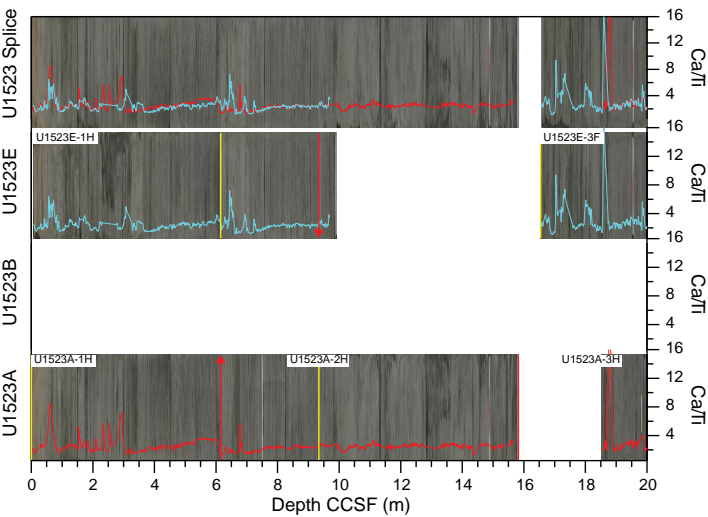 U1523 Splice
16
12
8
4
Ca/Ti
U1523E
U1523E-1H
U1523E-3F
16
12
8
4
Ca/Ti
U1523B
16
12
8
4
Ca/Ti
U1523A
U1523A-1H
U1523A-2H
U1523A-3H
16
12
8
4
Ca/Ti
0
2
4
6
8
10
12
14
16
18
20
Depth CCSF (m)